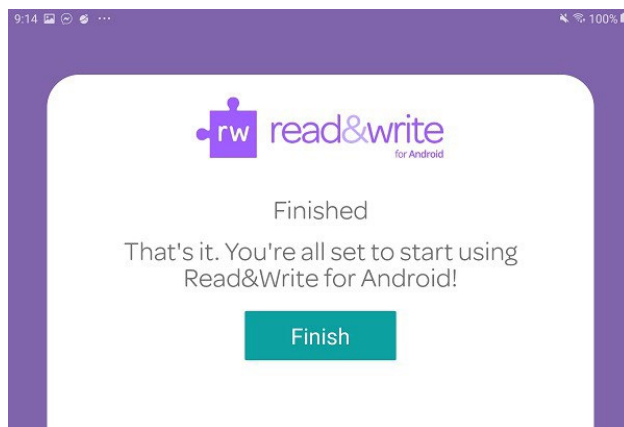 9:14 ... 100%
rw read&write
for Android
Finished
That's it. You're all set to start using
Read&Write for Android!
Finish